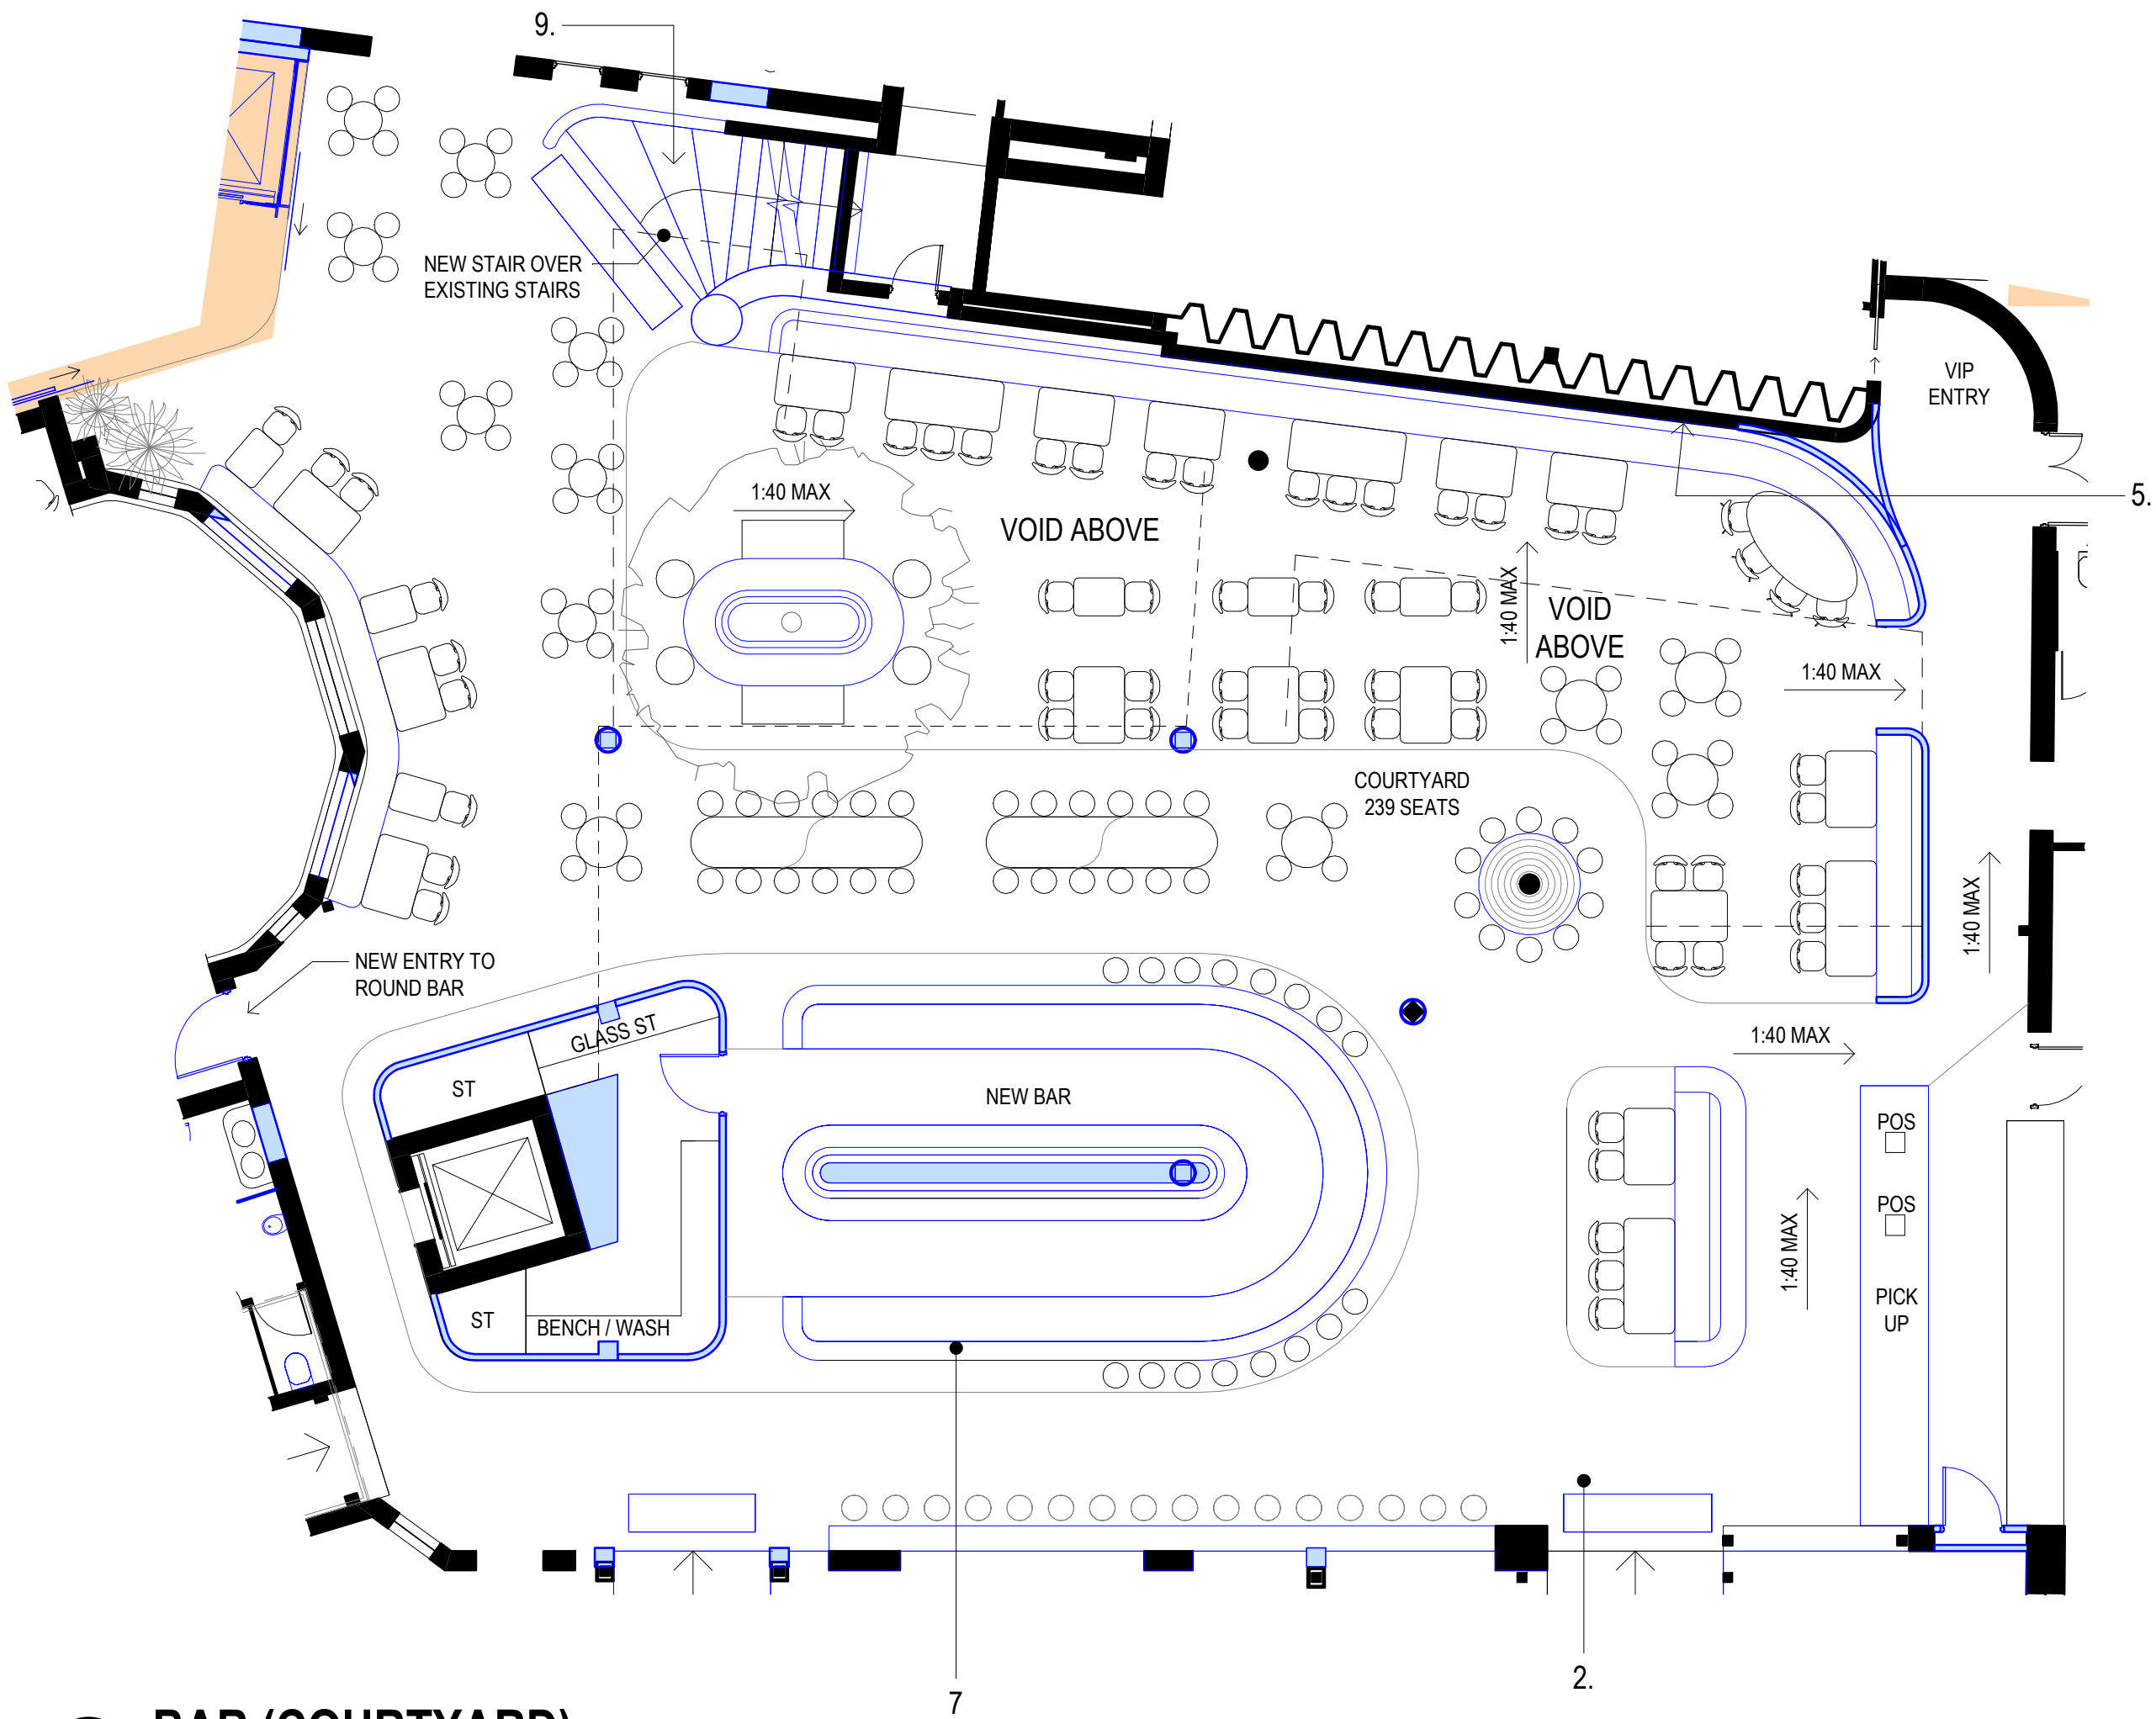 9.
NEW STAIR OVER
EXISTING STAIRS
VIP
ENTRY
1:40 MAX
5.
VOID ABOVE
1:40 MAX
VOID
ABOVE
1:40 MAX
COURTYARD
239 SEATS
1:40 MAX
NEW ENTRY TO
ROUND BAR
GLASS ST
1:40 MAX
ST
NEW BAR
POS
POS
1:40 MAX
PICK
UP
ST
BENCH / WASH
2.
7
BAR (COURTYARD)